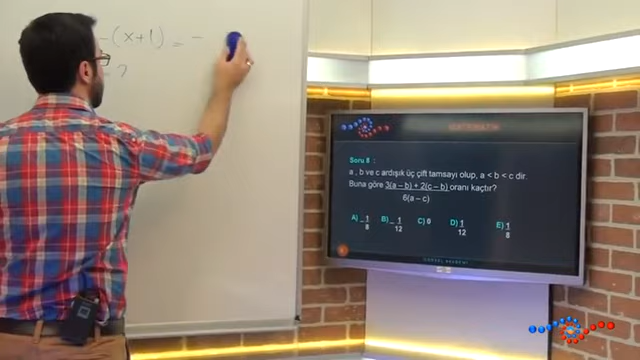 -(x+1) = -
2
Soru 8 :
a , b ve c ardışık üç çift tamsayı olup, a < b < c dir.
Buna göre 3(a – b) + 2(c – b) oranı kaçtır?
6(a – c)
A) - 1/8 B) - 1/12 C) 0 D) 1/12 E) 1/8